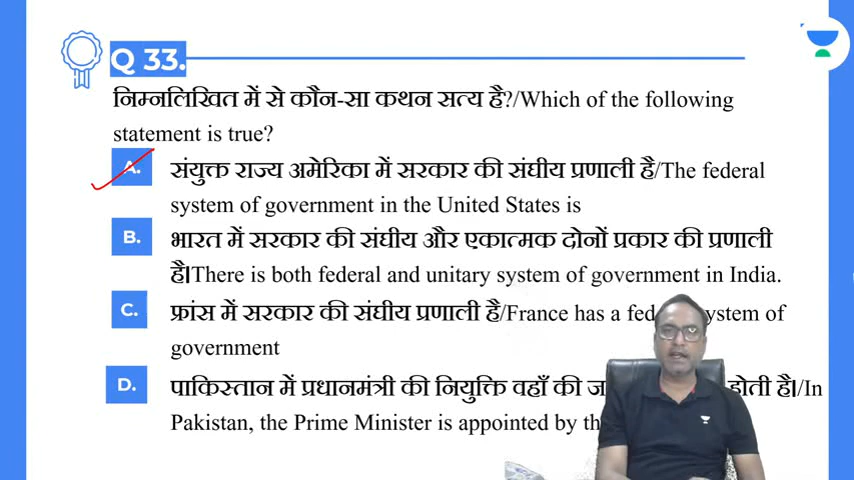 Q 33.
निम्नलिखित में से कौन-सा कथन सत्य है?/Which of the following
statement is true?
A. संयुक्त राज्य अमेरिका में सरकार की संघीय प्रणाली है/The federal
system of government in the United States is
B. भारत में सरकार की संघीय और एकात्मक दोनों प्रकार की प्रणाली
है।There is both federal and unitary system of government in India.
C. फ्रांस में सरकार की संघीय प्रणाली है/France has a system of
government
D. पाकिस्तान में प्रधानमंत्री की नियुक्ति वहाँ की होती है।/In
Pakistan, the Prime Minister is appointed by